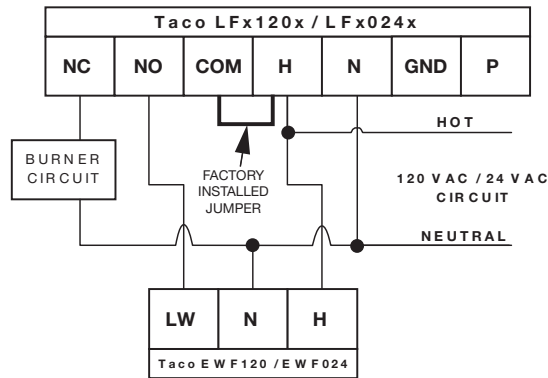 Taco LFx120x / LFx024x
NC NO COM H N GND P
HOT
BURNER
CIRCUIT
FACTORY
INSTALLED
JUMPER
120 VAC / 24 VAC
CIRCUIT
NEUTRAL
LW N H
Taco EWF120 / EWF024